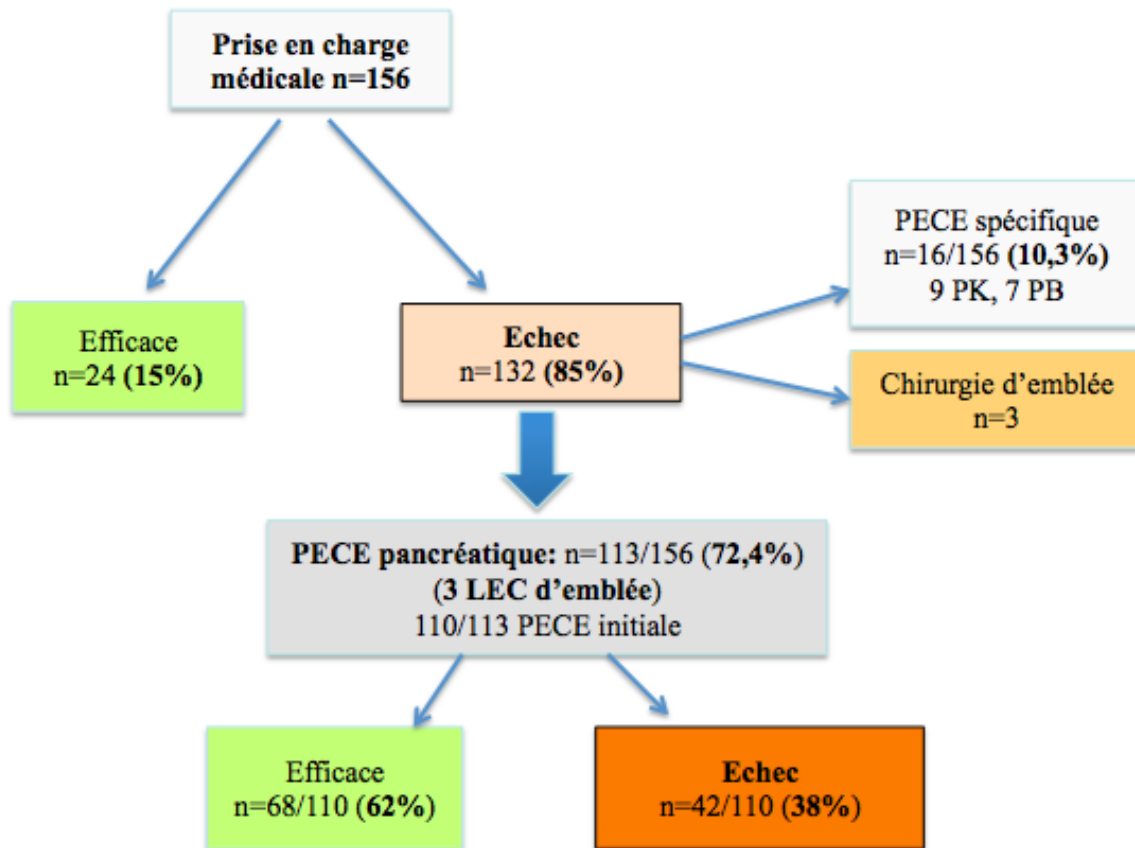 Prise en charge
médicale n=156
PECE spécifique
n=16/156 (10,3%)
9 PK, 7 PB
Efficace
n=24 (15%)
Echec
n=132 (85%)
Chirurgie d’emblée
n=3
PECE pancréatique: n=113/156 (72,4%)
(3 LEC d’emblée)
110/113 PECE initiale
Efficace
n=68/110 (62%)
Echec
n=42/110 (38%)